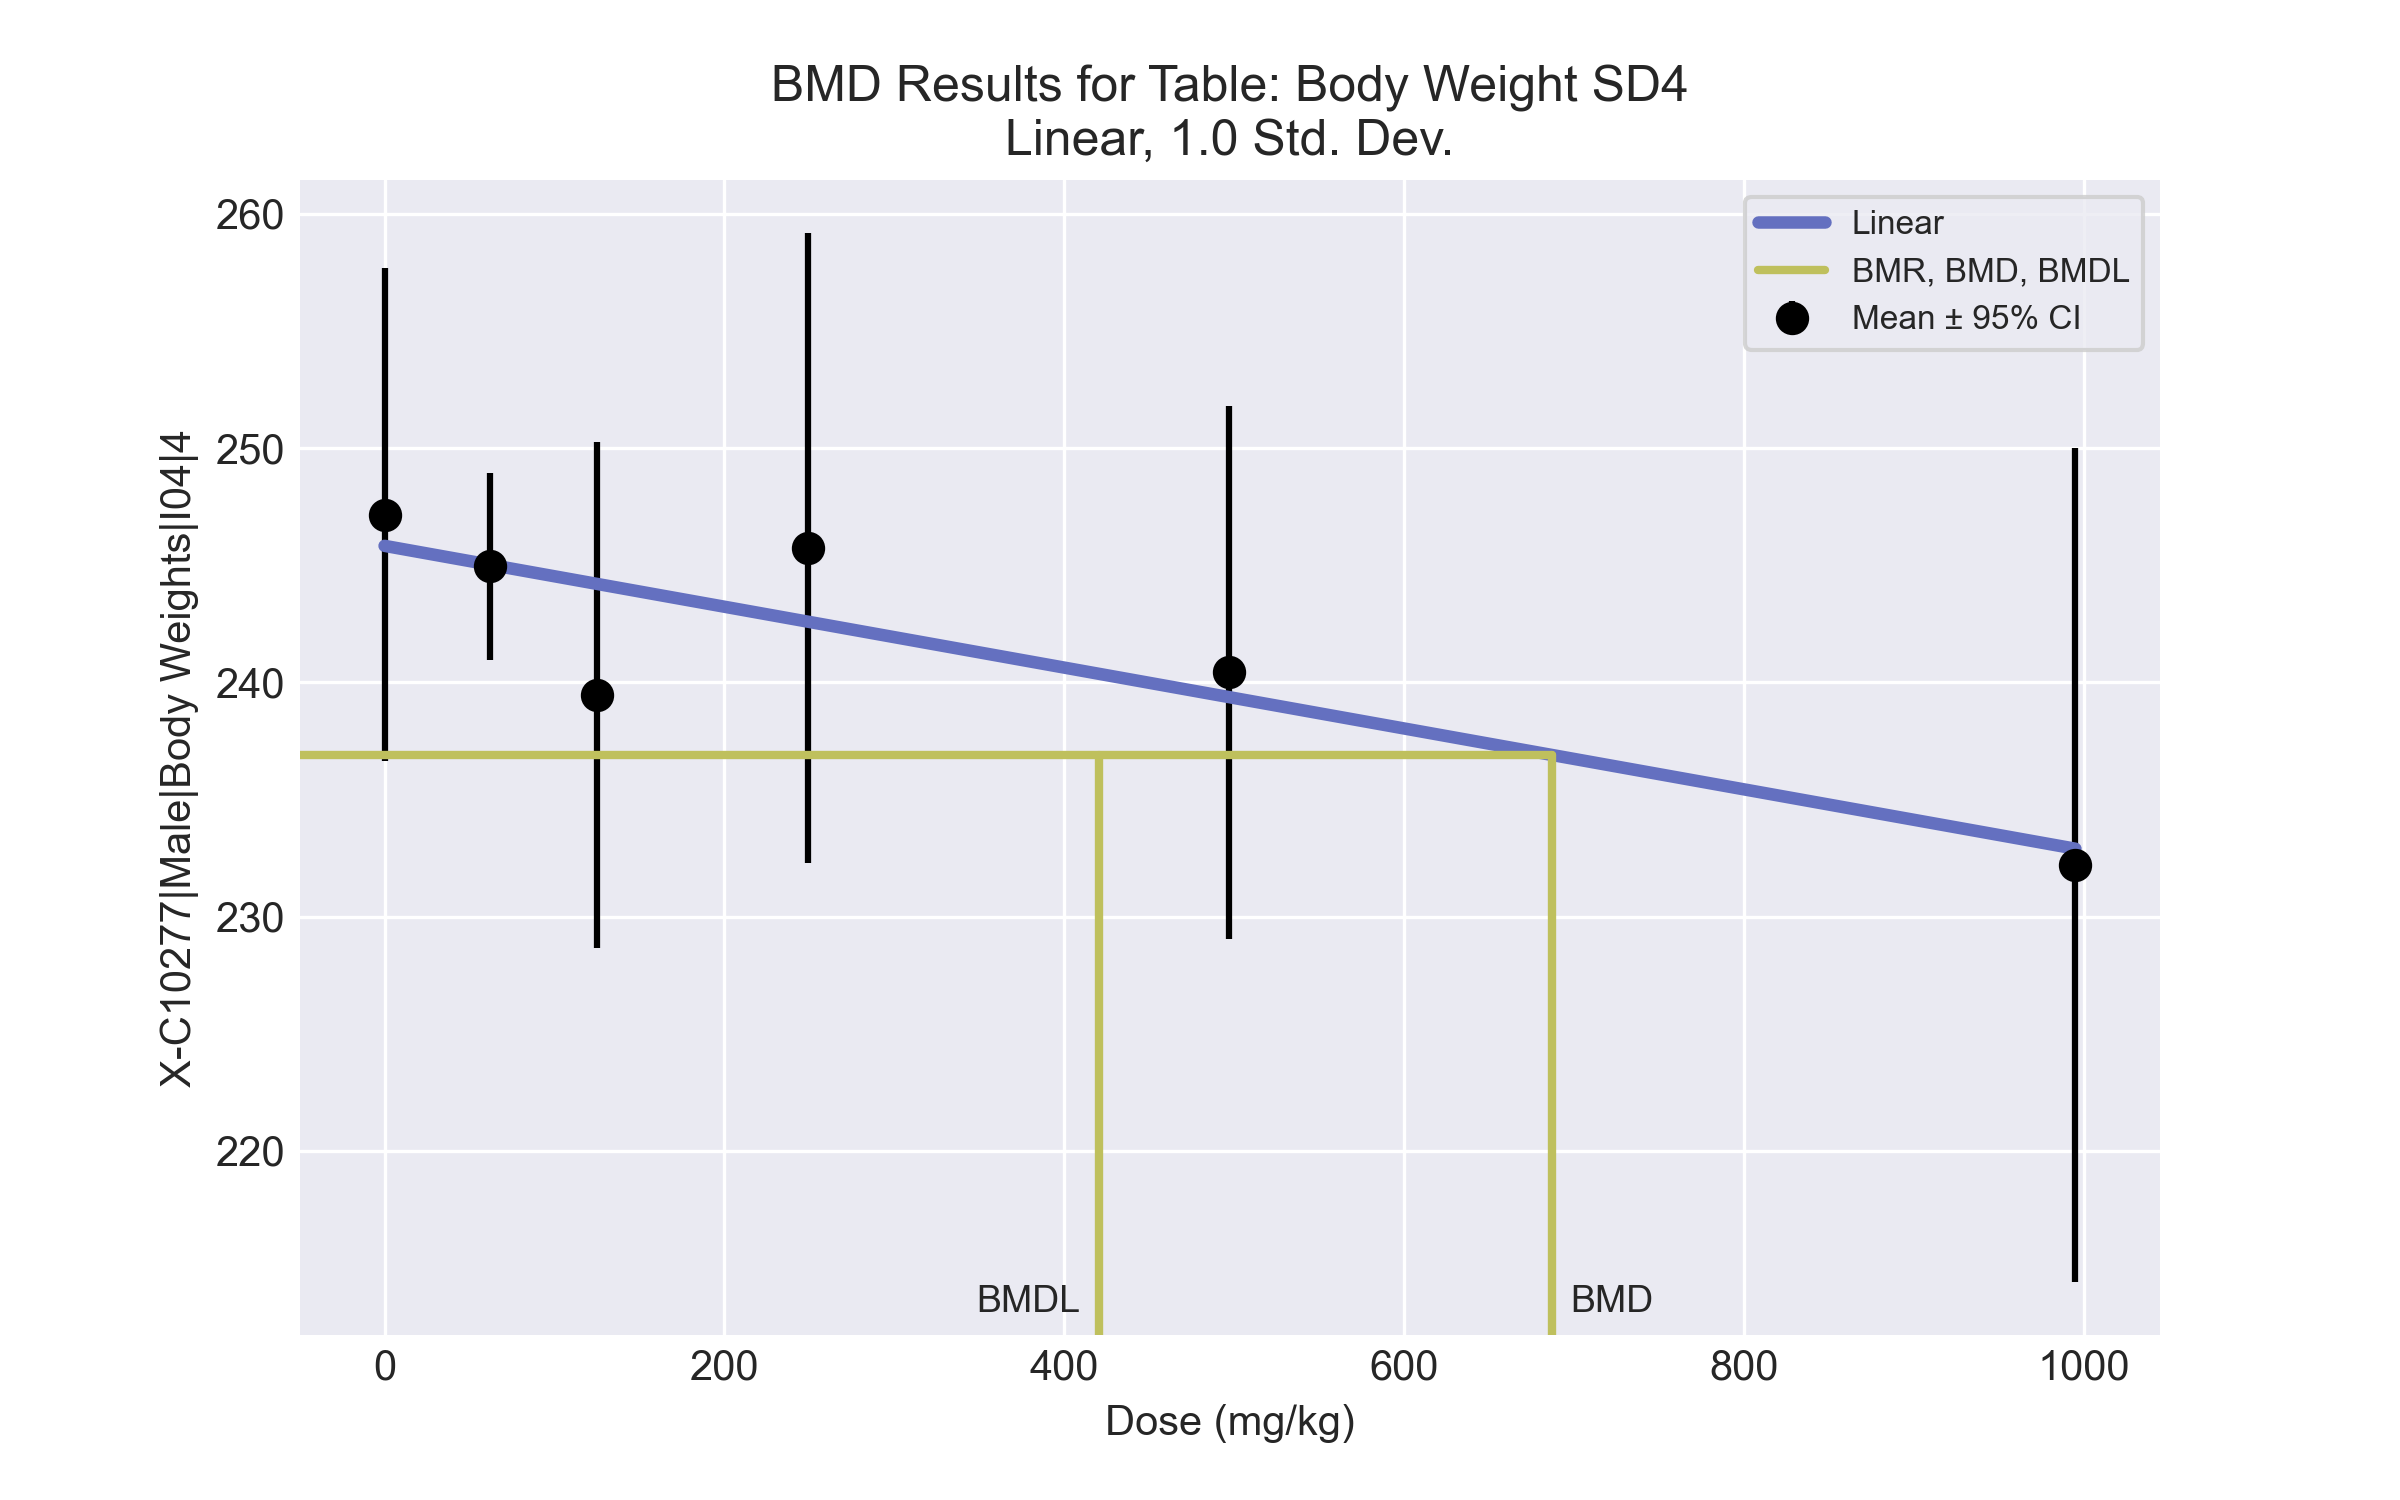 BMD Results for Table: Body Weight SD4
Linear, 1.0 Std. Dev.
Linear
BMR, BMD, BMDL
Mean ± 95% CI
X-C10277|Male|Body Weights|I04|4
260
250
240
230
220
BMDL
BMD
0 200 400 600 800 1000
Dose (mg/kg)